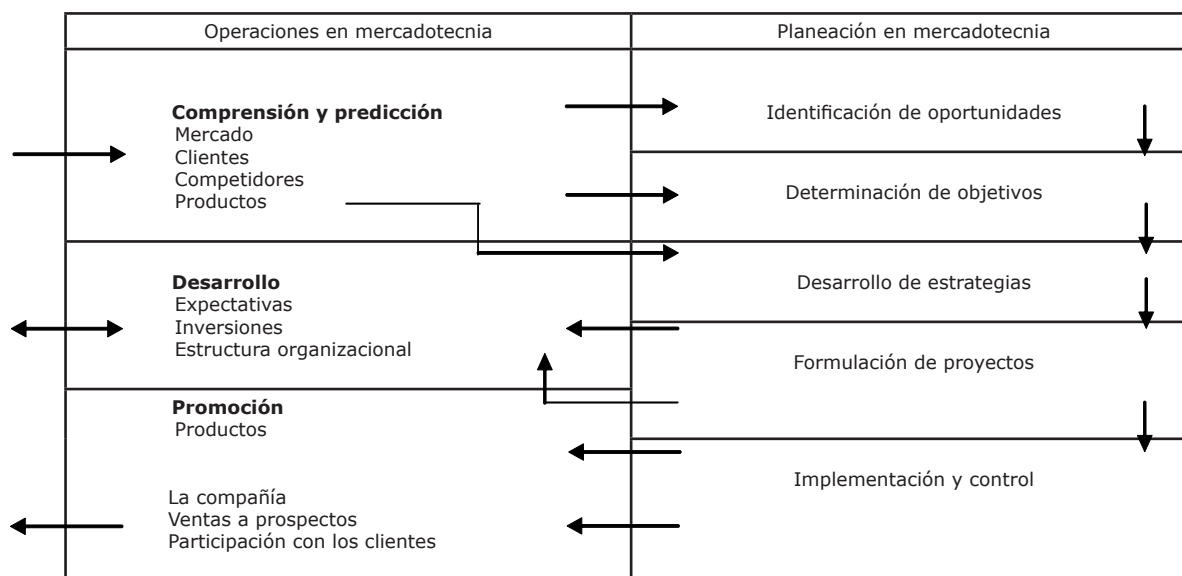 Operaciones en mercadotecnia
Planeación en mercadotecnia
Comprensión y predicción
Mercado
Clientes
Competidores
Productos
Identificación de oportunidades
Determinación de objetivos
Desarrollo
Expectativas
Inversiones
Estructura organizacional
Desarrollo de estrategias
Formulación de proyectos
Promoción
Productos
La compañía
Ventas a prospectos
Participación con los clientes
Implementación y control